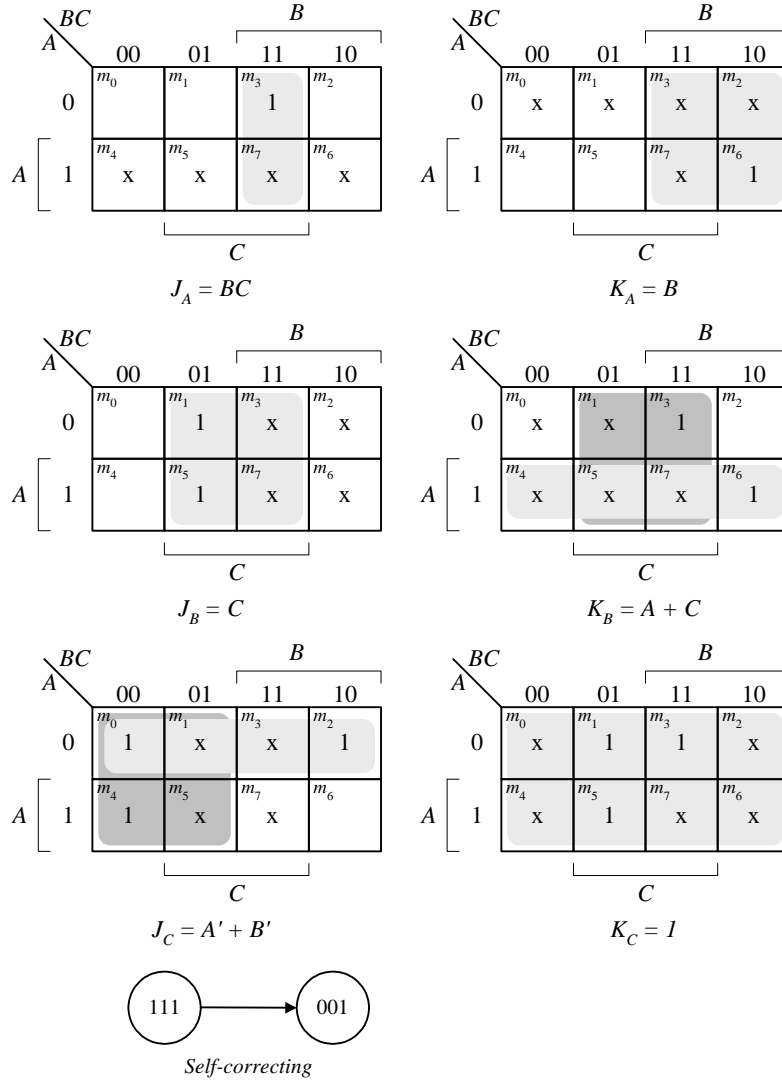 BC B BC B
A 00 01 11 10 A 00 01 11 10
m0 m1 m3 m2 m0 m1 m3 m2
0 1 0 x x x x
m4 m5 m7 m6 m4 m5 m7 m6
A 1 x x x x A 1 x 1
C C
J_A = BC K_A = B
BC B BC B
A 00 01 11 10 A 00 01 11 10
m0 m1 m3 m2 m0 m1 m3 m2
0 1 x x 0 x x 1
m4 m5 m7 m6 m4 m5 m7 m6
A 1 1 x x A 1 x x x 1
C C
J_B = C K_B = A + C
BC B BC B
A 00 01 11 10 A 00 01 11 10
m0 m1 m3 m2 m0 m1 m3 m2
0 1 x x 1 0 x 1 1 x
m4 m5 m7 m6 m4 m5 m7 m6
A 1 1 x x A 1 x 1 x x
C C
J_C = A' + B' K_C = 1
111 001
Self-correcting